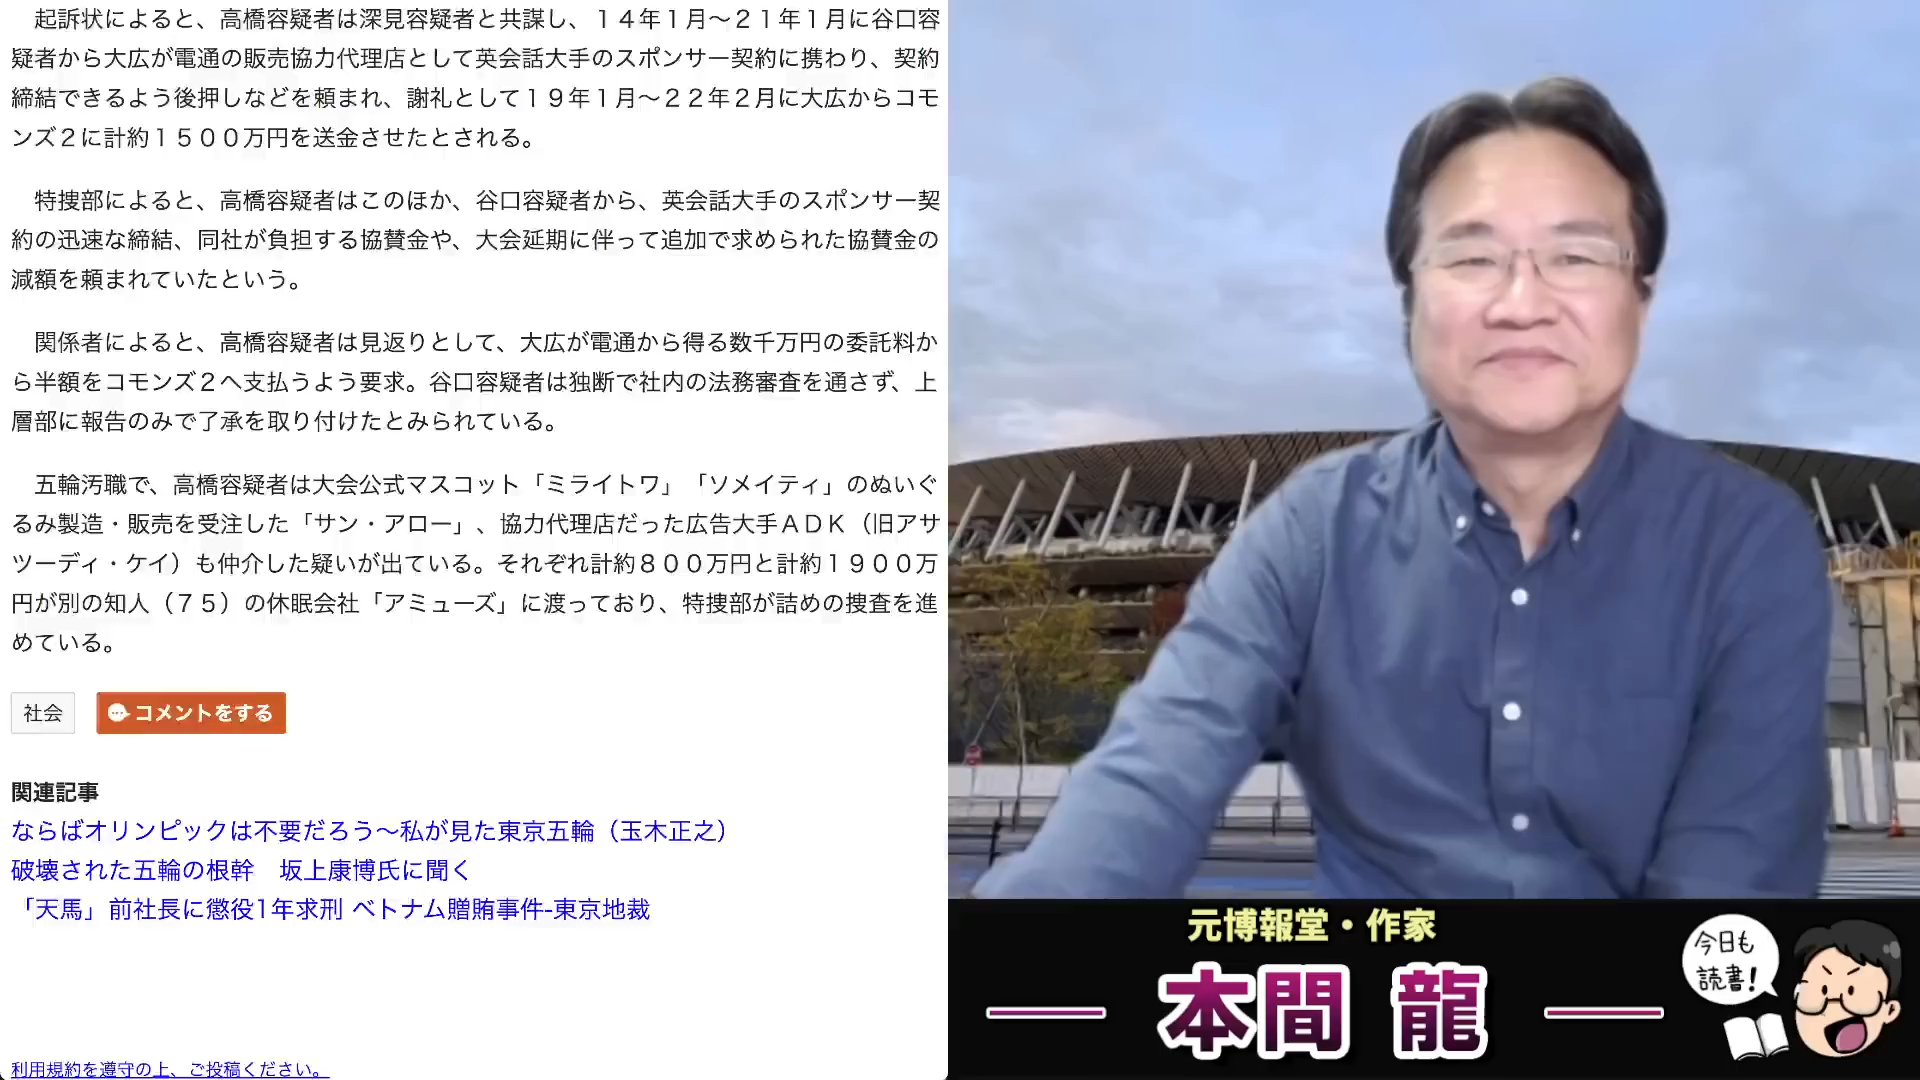 起訴状によると、高橋容疑者は深見容疑者と共謀し、１４年１月～２１年１月に谷口容
疑者から大広が電通の販売協力代理店として英会話大手のスポンサー契約に携わり、契約
締結できるよう後押しなどを頼まれ、謝礼として１９年１月～２２年２月に大広からコモ
ンズ２に計約１５００万円を送金させたとされる。
　特捜部によると、高橋容疑者はこのほか、谷口容疑者から、英会話大手のスポンサー契
約の迅速な締結、同社が負担する協賛金や、大会延期に伴って追加で求められた協賛金の
減額を頼まれていたという。
　関係者によると、高橋容疑者は見返りとして、大広が電通から得る数千万円の委託料か
ら半額をコモンズ２へ支払うよう要求。谷口容疑者は独断で社内の法務審査を通さず、上
層部に報告のみで了承を取り付けたとみられている。
　五輪汚職で、高橋容疑者は大会公式マスコット「ミライトワ」「ソメイティ」のぬいぐ
るみ製造・販売を受注した「サン・アロー」、協力代理店だった広告大手ＡＤＫ（旧アサ
ツーディ・ケイ）も仲介した疑いが出ている。それぞれ計約８００万円と計約１９００万
円が別の知人（７５）の休眠会社「アミューズ」に渡っており、特捜部が詰めの捜査を進
めている。
社会
コメントをする
関連記事
ならばオリンピックは不要だろう～私が見た東京五輪（玉木正之）
破壊された五輪の根幹　坂上康博氏に聞く
「天馬」前社長に懲役1年求刑 ベトナム贈賄事件-東京地裁
利用規約を遵守の上、ご投稿ください。
元博報堂・作家
本間 龍
今日も
読書！